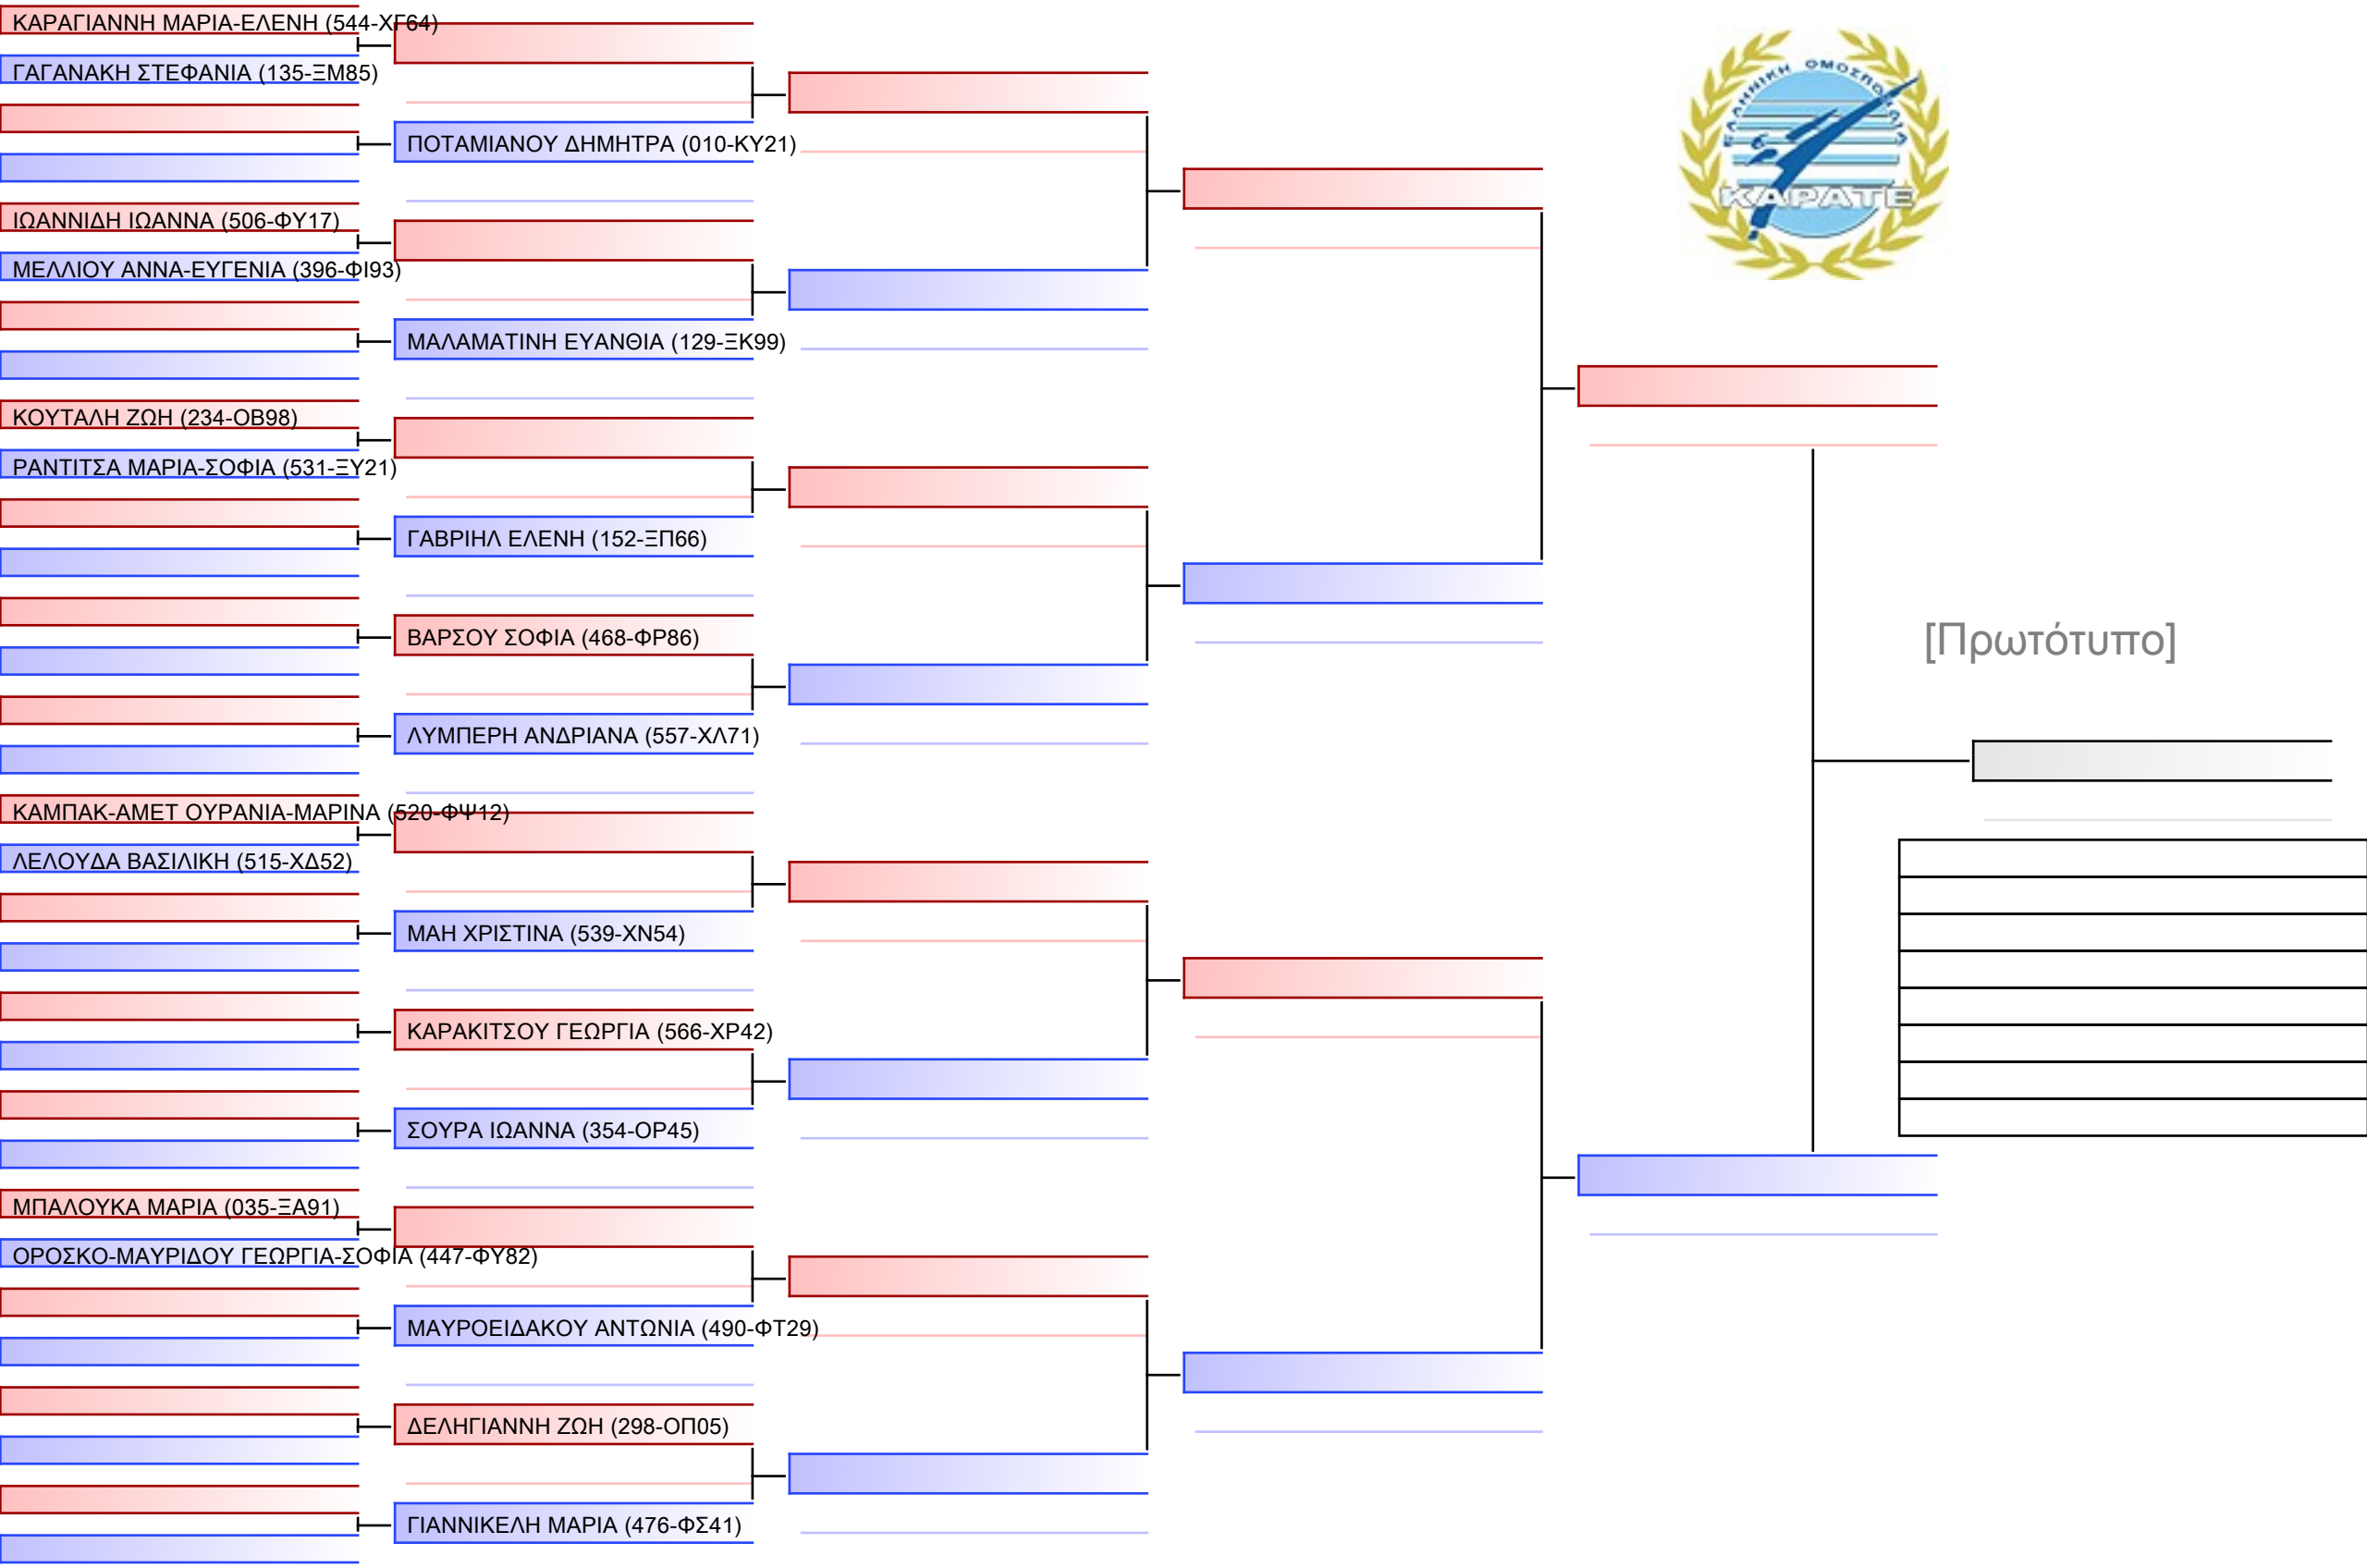 ΚΑΡΑΓΙΑΝΝΗ ΜΑΡΙΑ-ΕΛΕΝΗ (544-ΧΓ64)
ΓΑΓΑΝΑΚΗ ΣΤΕΦΑΝΙΑ (135-ΞΜ85)
ΠΟΤΑΜΙΑΝΟΥ ΔΗΜΗΤΡΑ (010-ΚΥ21)
ΙΩΑΝΝΙΔΗ ΙΩΑΝΝΑ (506-ΦΥ17)
ΜΕΛΛΙΟΥ ΑΝΝΑ-ΕΥΓΕΝΙΑ (396-ΦΙ93)
ΜΑΛΑΜΑΤΙΝΗ ΕΥΑΝΘΙΑ (129-ΞΚ99)
ΚΟΥΤΑΛΗ ΖΩΗ (234-ΟΒ98)
ΡΑΝΤΙΤΣΑ ΜΑΡΙΑ-ΣΟΦΙΑ (531-ΞΥ21)
ΓΑΒΡΙΗΛ ΕΛΕΝΗ (152-ΞΠ66)
ΒΑΡΣΟΥ ΣΟΦΙΑ (468-ΦΡ86)
ΛΥΜΠΕΡΗ ΑΝΔΡΙΑΝΑ (557-ΧΛ71)
ΚΑΜΠΑΚ-ΑΜΕΤ ΟΥΡΑΝΙΑ-ΜΑΡΙΝΑ (520-ΦΨ12)
ΛΕΛΟΥΔΑ ΒΑΣΙΛΙΚΗ (515-ΧΔ52)
ΜΑΗ ΧΡΙΣΤΙΝΑ (539-ΧΝ54)
ΚΑΡΑΚΙΤΣΟΥ ΓΕΩΡΓΙΑ (566-ΧΡ42)
ΣΟΥΡΑ ΙΩΑΝΝΑ (354-ΟΡ45)
ΜΠΑΛΟΥΚΑ ΜΑΡΙΑ (035-ΞΑ91)
ΟΡΟΣΚΟ-ΜΑΥΡΙΔΟΥ ΓΕΩΡΓΙΑ-ΣΟΦΙΑ (447-ΦΥ82)
ΜΑΥΡΟΕΙΔΑΚΟΥ ΑΝΤΩΝΙΑ (490-ΦΤ29)
ΔΕΛΗΓΙΑΝΝΗ ΖΩΗ (298-ΟΠ05)
ΓΙΑΝΝΙΚΕΛΗ ΜΑΡΙΑ (476-ΦΣ41)
ΕΛΛΗΝΙΚΗ ΟΜΟΣΠΟΝΔΙΑ
ΚΑΡΑΤΕ
[Πρωτότυπο]